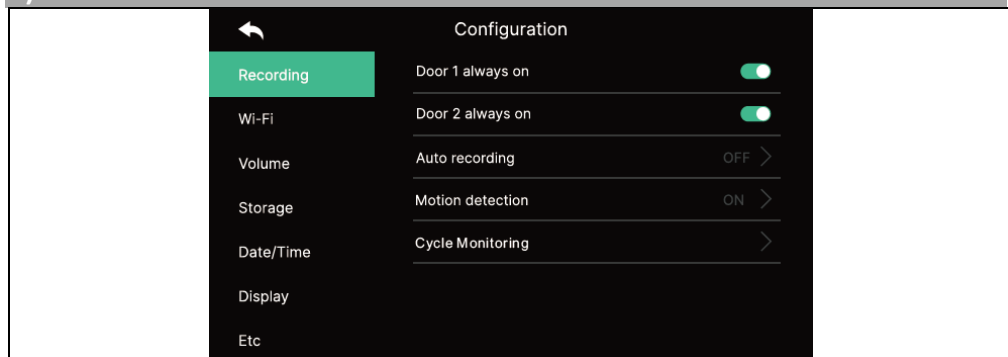 Configuration
Recording
Door 1 always on
Wi-Fi
Door 2 always on
Volume
Auto recording OFF
Storage
Motion detection ON
Date/Time
Cycle Monitoring
Display
Etc